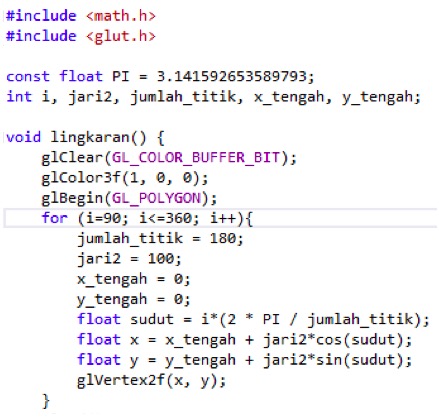 #include <math.h>
#include <glut.h>
const float PI = 3.141592653589793;
int i, jari2, jumlah_titik, x_tengah, y_tengah;
void lingkaran() {
glClear(GL_COLOR_BUFFER_BIT);
glColor3f(1, 0, 0);
glBegin(GL_POLYGON);
for (i=90; i<=360; i++){
jumlah_titik = 180;
jari2 = 100;
x_tengah = 0;
y_tengah = 0;
float sudut = i*(2 * PI / jumlah_titik);
float x = x_tengah + jari2*cos(sudut);
float y = y_tengah + jari2*sin(sudut);
glVertex2f(x, y);
}